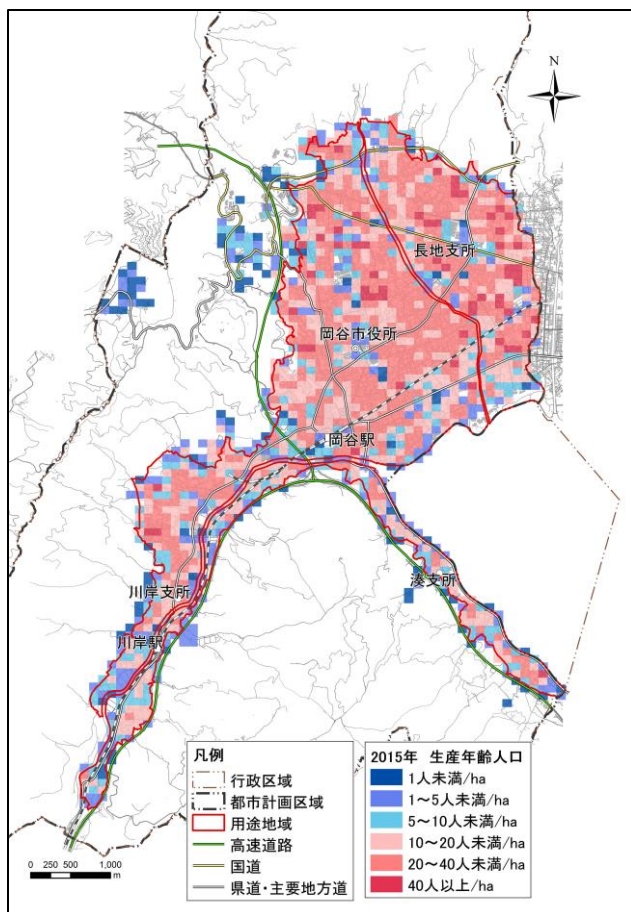 N
長地支所
岡谷市役所
岡谷駅
川岸支所
湊支所
川岸駅
凡例
行政区域
都市計画区域
用途地域
高速道路
国道
県道・主要地方道
2015年 生産年齢人口
1人未満/ha
1～5人未満/ha
5～10人未満/ha
10～20人未満/ha
20～40人未満/ha
40人以上/ha
0 250 500 1,000
m